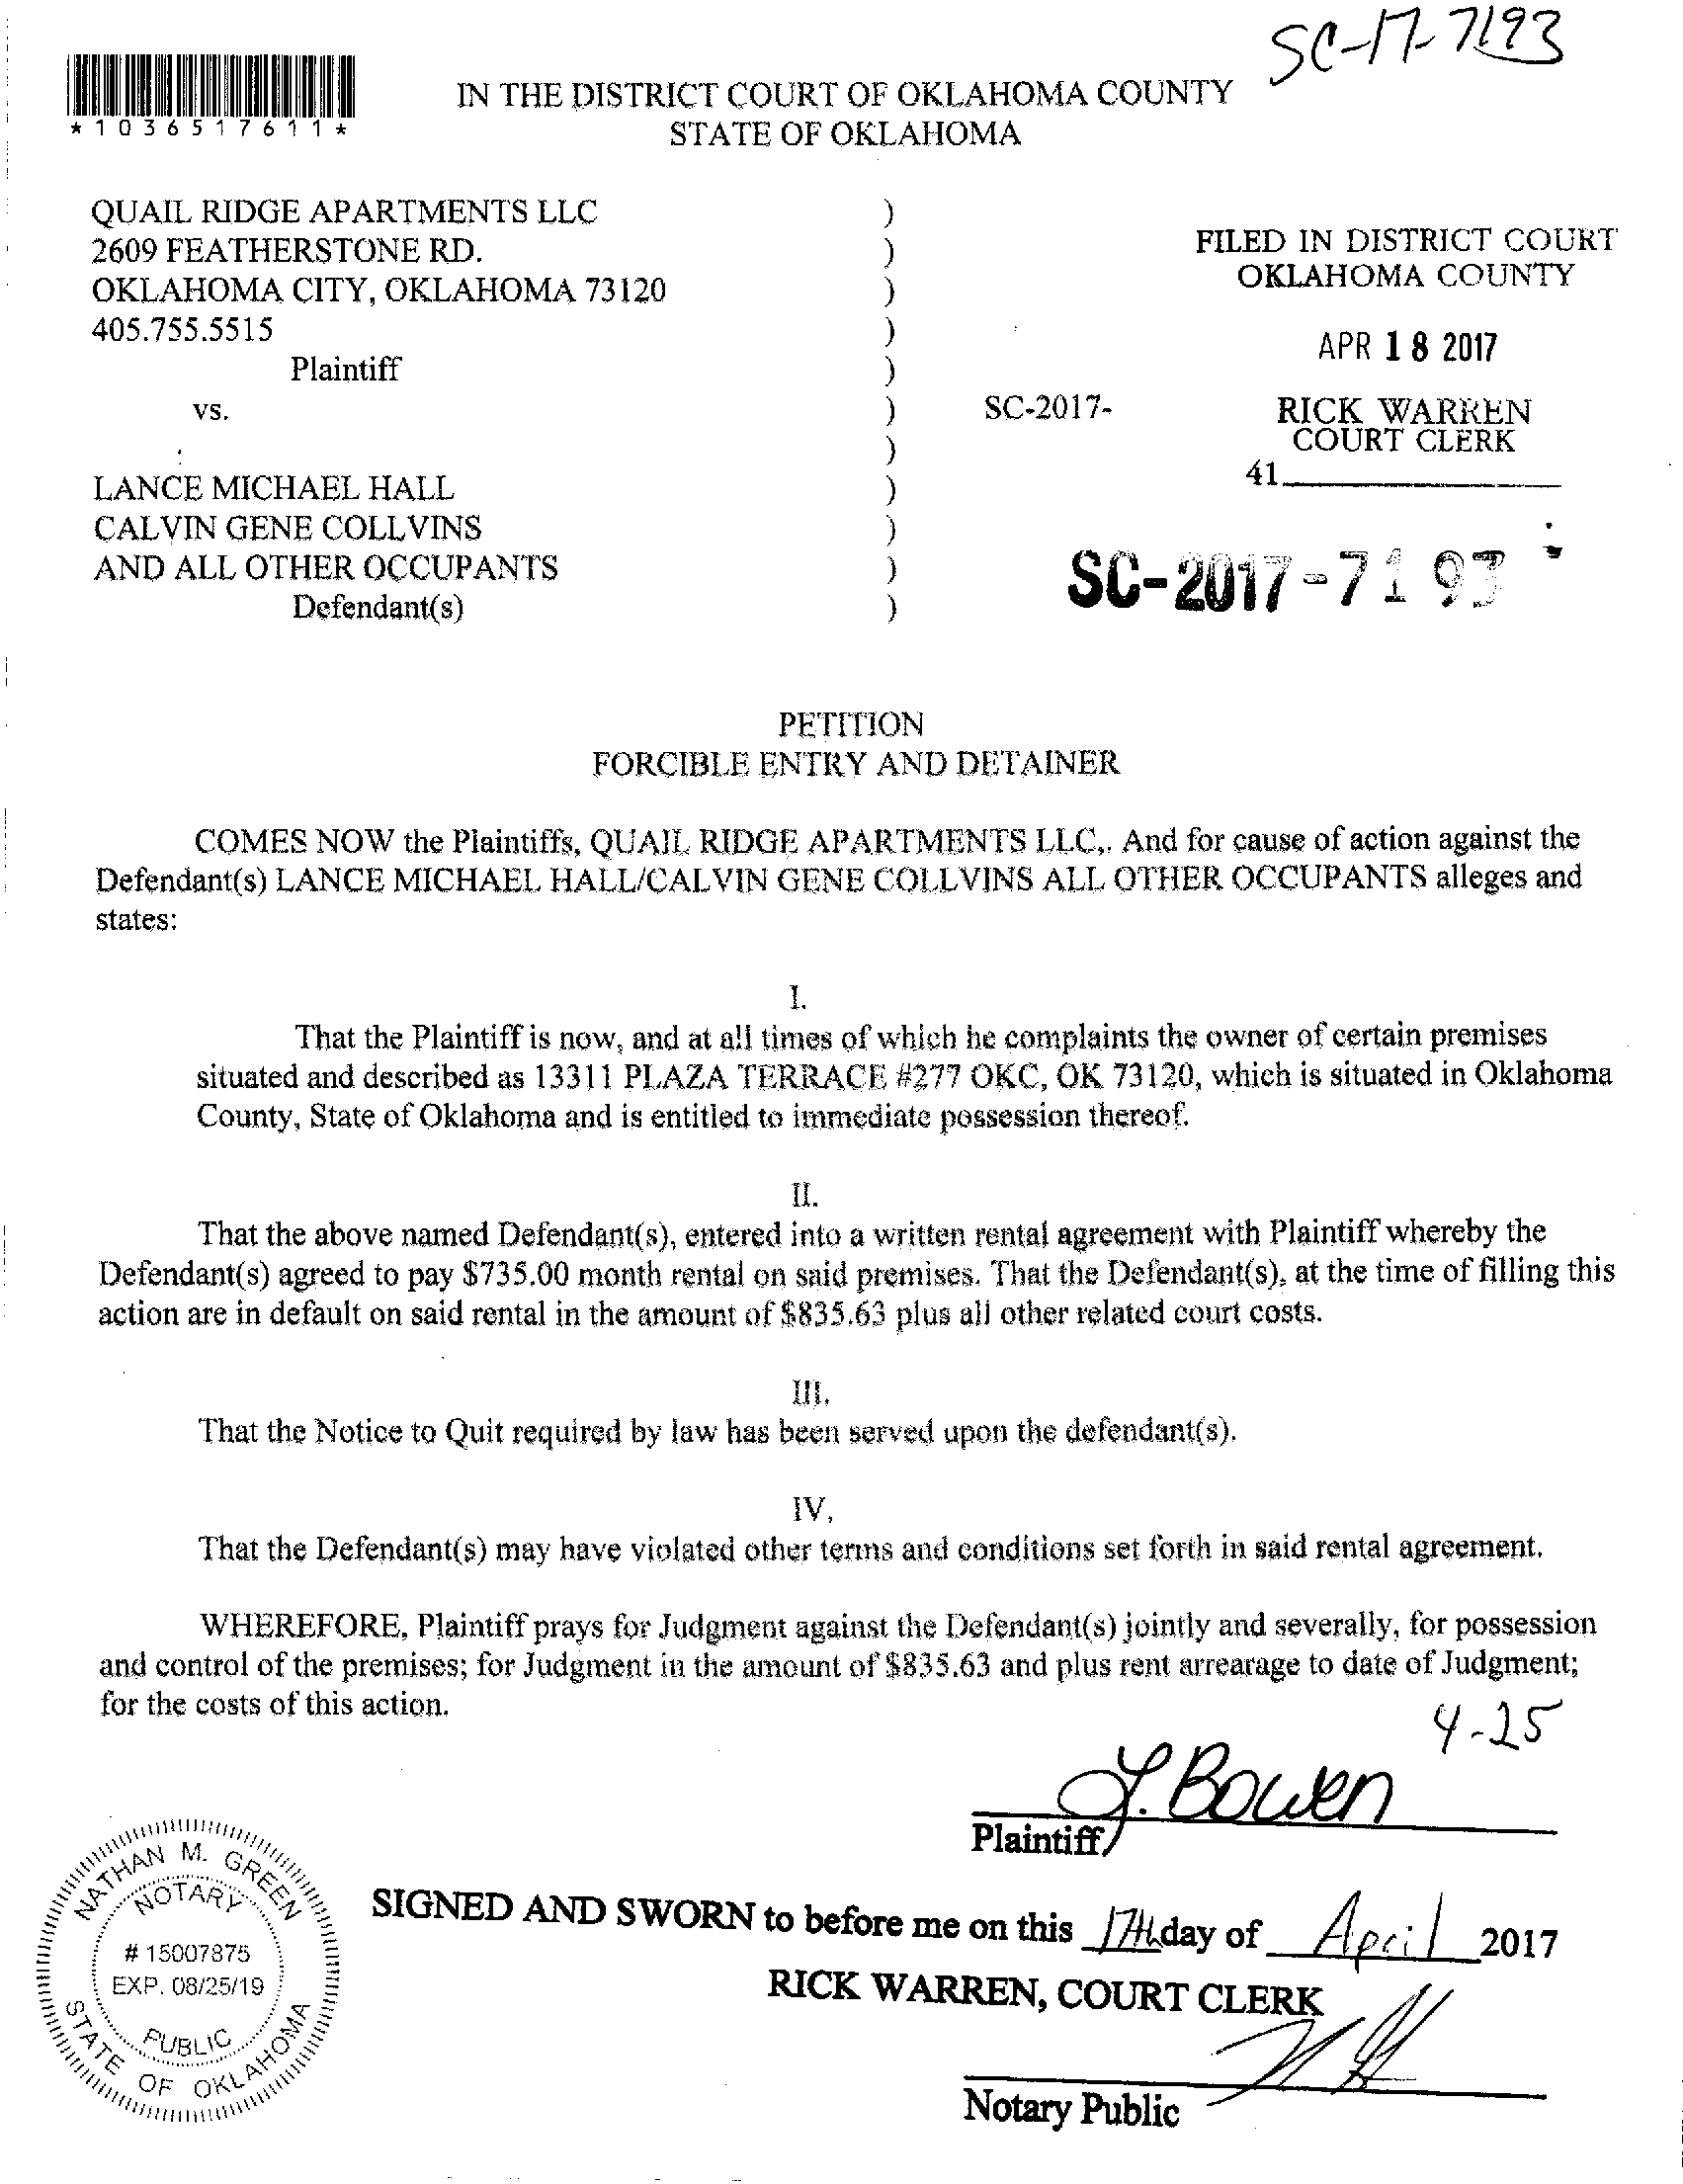 SC-17-7193
*1036517611*
IN THE DISTRICT COURT OF OKLAHOMA COUNTY
STATE OF OKLAHOMA
QUAIL RIDGE APARTMENTS LLC )
2609 FEATHERSTONE RD. )
OKLAHOMA CITY, OKLAHOMA 73120 )
405.755.5515 )
Plaintiff )
vs. ) SC-2017-
)
LANCE MICHAEL HALL )
CALVIN GENE COLLVINS )
AND ALL OTHER OCCUPANTS )
Defendant(s) )
FILED IN DISTRICT COURT
OKLAHOMA COUNTY
APR 18 2017
RICK WARREN
COURT CLERK
41
SC-2017-7193
PETITION
FORCIBLE ENTRY AND DETAINER
COMES NOW the Plaintiffs, QUAIL RIDGE APARTMENTS LLC,. And for cause of action against the
Defendant(s) LANCE MICHAEL HALL/CALVIN GENE COLLVINS ALL OTHER OCCUPANTS alleges and
states:
I.
That the Plaintiff is now, and at all times of which he complaints the owner of certain premises
situated and described as 13311 PLAZA TERRACE #277 OKC, OK 73120, which is situated in Oklahoma
County, State of Oklahoma and is entitled to immediate possession thereof.
II.
That the above named Defendant(s), entered into a written rental agreement with Plaintiff whereby the
Defendant(s) agreed to pay $735.00 month rental on said premises. That the Defendant(s), at the time of filling this
action are in default on said rental in the amount of $835.63 plus all other related court costs.
III.
That the Notice to Quit required by law has been served upon the defendant(s).
IV.
That the Defendant(s) may have violated other terms and conditions set forth in said rental agreement.
WHEREFORE, Plaintiff prays for Judgment against the Defendant(s) jointly and severally, for possession
and control of the premises; for Judgment in the amount of $835.63 and plus rent arrearage to date of Judgment;
for the costs of this action.
4-25
L. Bowen
Plaintiff
NATHAN M. GREEN
NOTARY
# 15007875
EXP. 08/25/19
PUBLIC
STATE OF OKLAHOMA
SIGNED AND SWORN to before me on this 17th day of April 2017
RICK WARREN, COURT CLERK
Notary Public